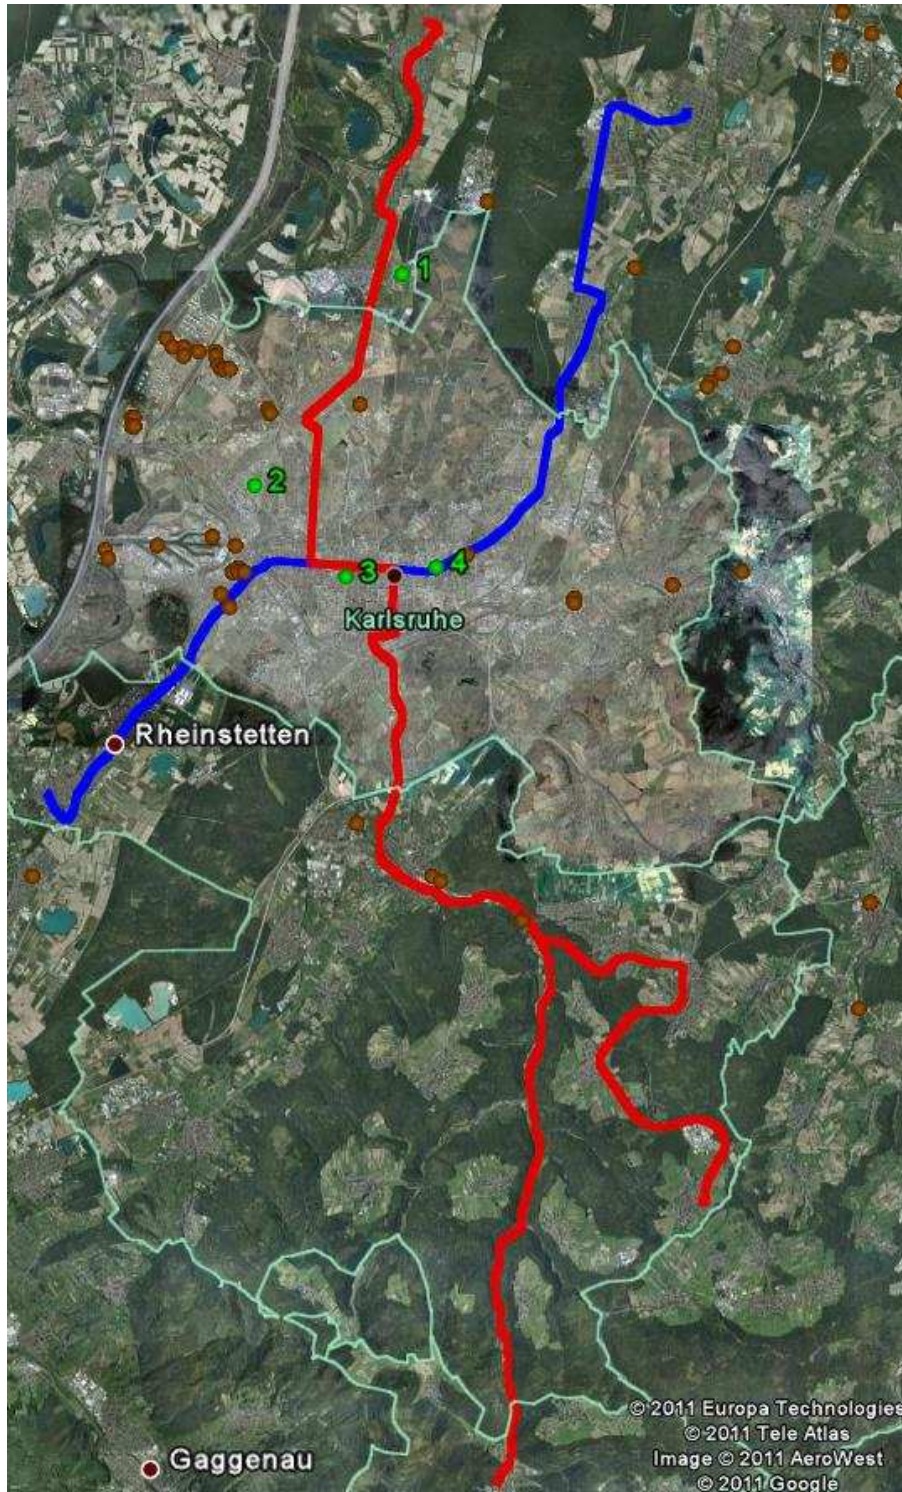 1
2
3
4
Karlsruhe
Rheinstetten
© 2011 Europa Technologies
© 2011 Tele Atlas
Image © 2011 AeroWest
© 2011 Google
Gaggenau